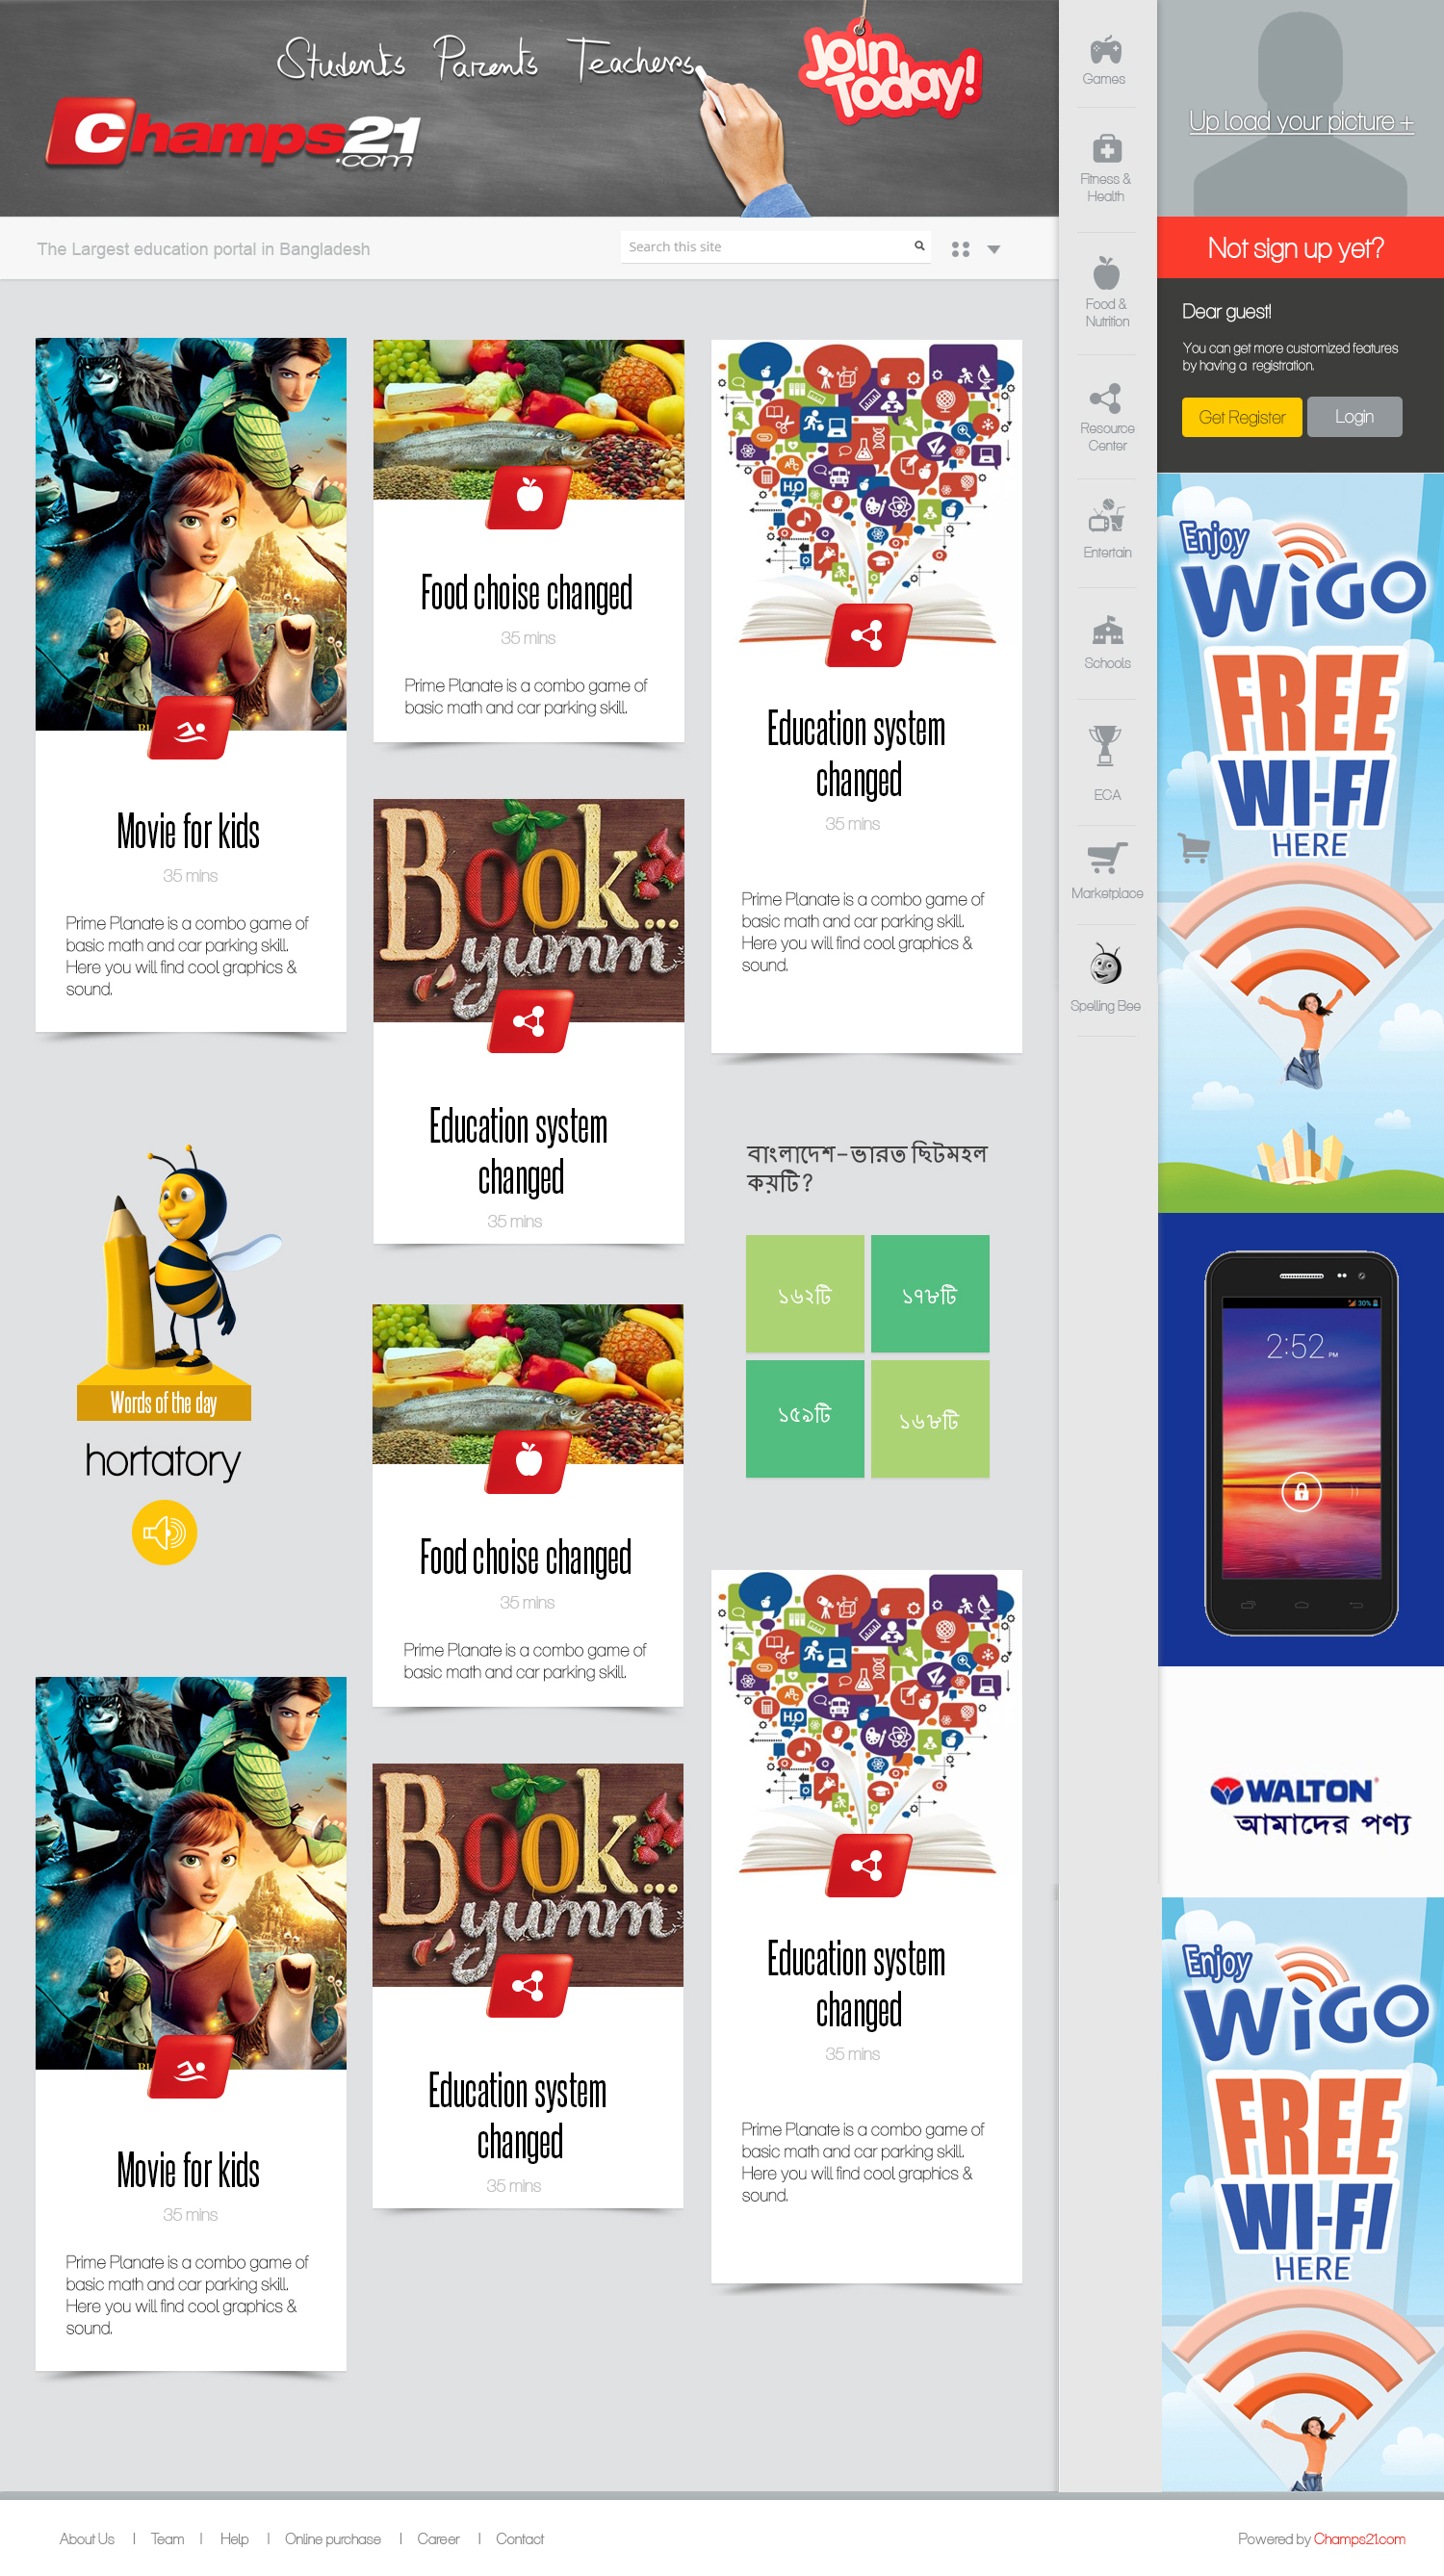 Students Parents Teachers
Join
Today!
Champs21
.com
The Largest education portal in Bangladesh
Search this site
Games
Fitness &
Health
Food &
Nutrition
Resource
Center
Entertain
Schools
ECA
Marketplace
Spelling Bee
Up load your picture +
Not sign up yet?
Dear guest!
You can get more customized features
by having a registration.
Get Register
Login
Movie for kids
35 mins
Prime Planate is a combo game of
basic math and car parking skill.
Here you will find cool graphics &
sound.
Words of the day
hortatory
Movie for kids
35 mins
Prime Planate is a combo game of
basic math and car parking skill.
Here you will find cool graphics &
sound.
Food choise changed
35 mins
Prime Planate is a combo game of
basic math and car parking skill.
Book...
yumm
Education system
changed
35 mins
Food choise changed
35 mins
Prime Planate is a combo game of
basic math and car parking skill.
Book...
yumm
Education system
changed
35 mins
H₂O
Education system
changed
35 mins
Prime Planate is a combo game of
basic math and car parking skill.
Here you will find cool graphics &
sound.
বাংলাদেশ-ভারত ছিটমহল
কয়টি?
১৬২টি
১৭৮টি
১৫৯টি
১৬৮টি
H₂O
Education system
changed
35 mins
Prime Planate is a combo game of
basic math and car parking skill.
Here you will find cool graphics &
sound.
Enjoy
WiGO
FREE
WI-FI
HERE
30%
2:52 PM
WALTON
আমাদের পণ্য
Enjoy
WiGO
FREE
WI-FI
HERE
About Us | Team | Help | Online purchase | Career | Contact
Powered by Champs21.com